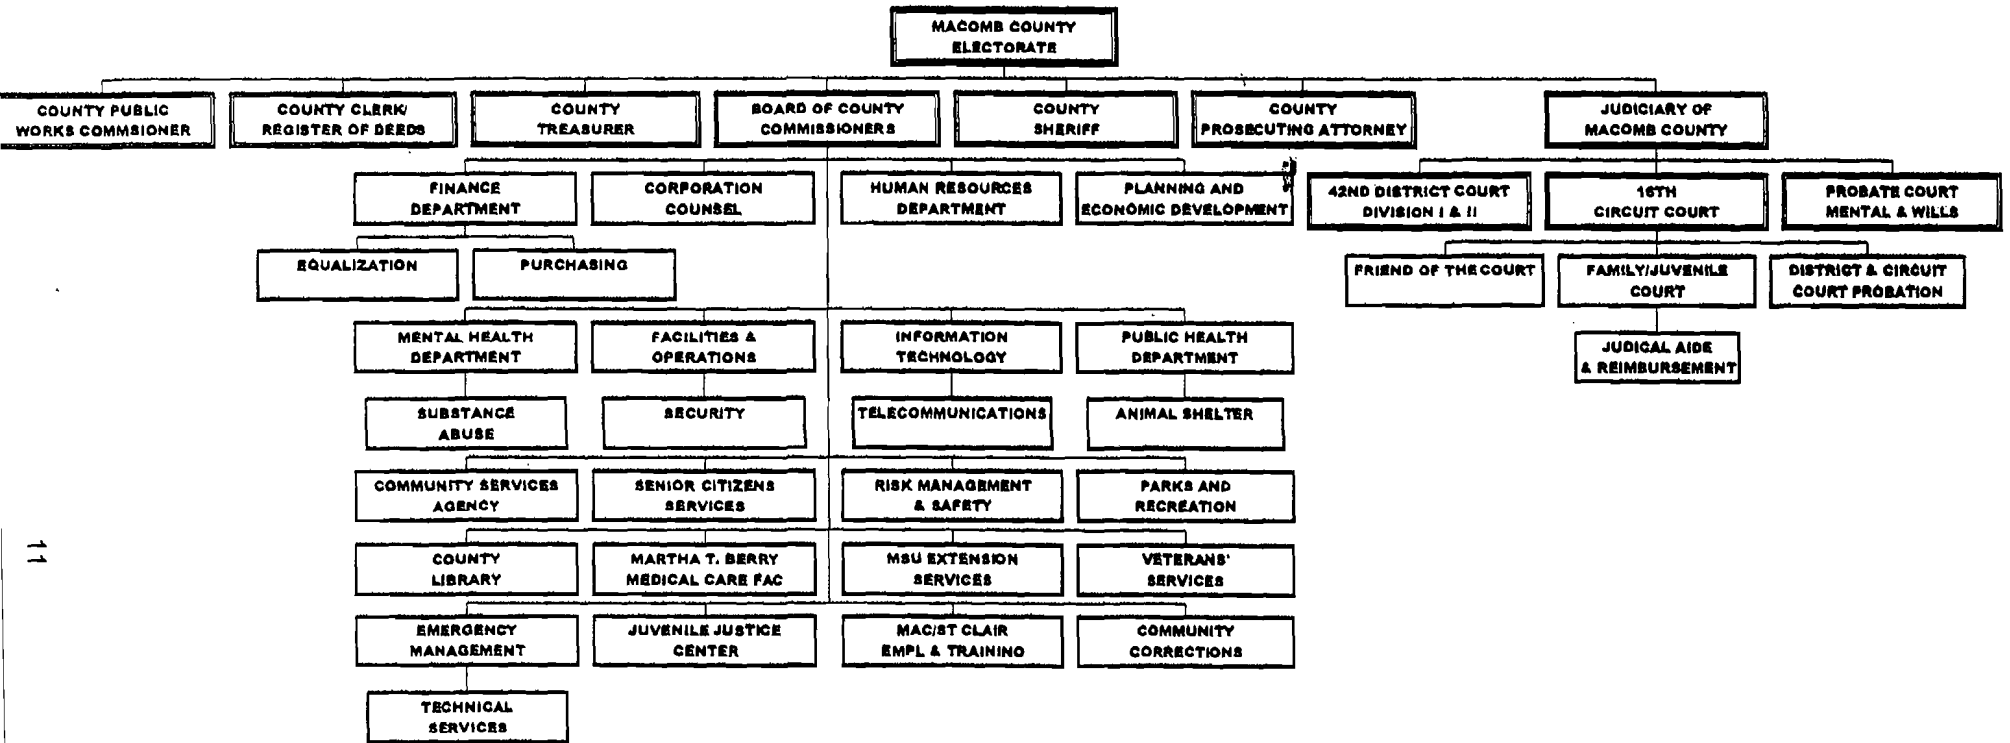 MACOMB COUNTY
ELECTORATE
COUNTY PUBLIC
WORKS COMMSIONER
COUNTY CLERK/
REGISTER OF DEEDS
COUNTY
TREASURER
BOARD OF COUNTY
COMMISSIONERS
COUNTY
SHERIFF
COUNTY
PROSECUTING ATTORNEY
JUDICIARY OF
MACOMB COUNTY
FINANCE
DEPARTMENT
CORPORATION
COUNSEL
HUMAN RESOURCES
DEPARTMENT
PLANNING AND
ECONOMIC DEVELOPMENT
42ND DISTRICT COURT
DIVISION I & II
16TH
CIRCUIT COURT
PROBATE COURT
MENTAL & WILLS
EQUALIZATION
PURCHASING
FRIEND OF THE COURT
FAMILY/JUVENILE
COURT
DISTRICT & CIRCUIT
COURT PROBATION
MENTAL HEALTH
DEPARTMENT
FACILITIES &
OPERATIONS
INFORMATION
TECHNOLOGY
PUBLIC HEALTH
DEPARTMENT
JUDICAL AIDE
& REIMBURSEMENT
SUBSTANCE
ABUSE
SECURITY
TELECOMMUNICATIONS
ANIMAL SHELTER
COMMUNITY SERVICES
AGENCY
SENIOR CITIZENS
SERVICES
RISK MANAGEMENT
& SAFETY
PARKS AND
RECREATION
COUNTY
LIBRARY
MARTHA T. BERRY
MEDICAL CARE FAC
MSU EXTENSION
SERVICES
VETERANS'
SERVICES
EMERGENCY
MANAGEMENT
JUVENILE JUSTICE
CENTER
MAC/ST CLAIR
EMPL & TRAINING
COMMUNITY
CORRECTIONS
TECHNICAL
SERVICES
11